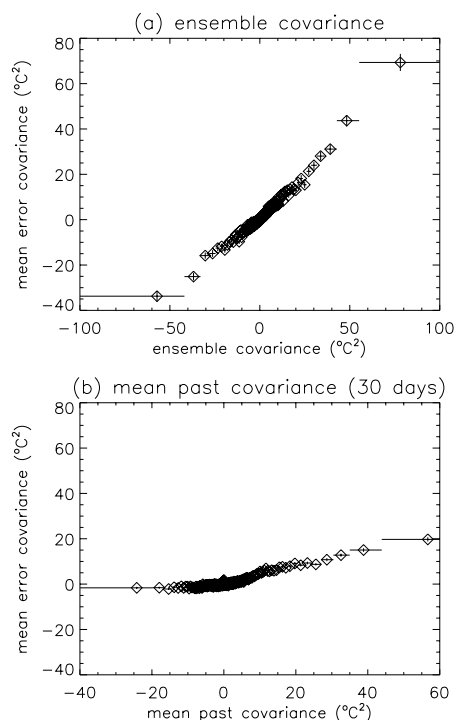 (a) ensemble covariance
80
60
40
20
0
−20
−40
mean error covariance (°C²)
−100 −50 0 50 100
ensemble covariance (°C²)
(b) mean past covariance (30 days)
80
60
40
20
0
−20
−40
mean error covariance (°C²)
−40 −20 0 20 40 60
mean past covariance (°C²)